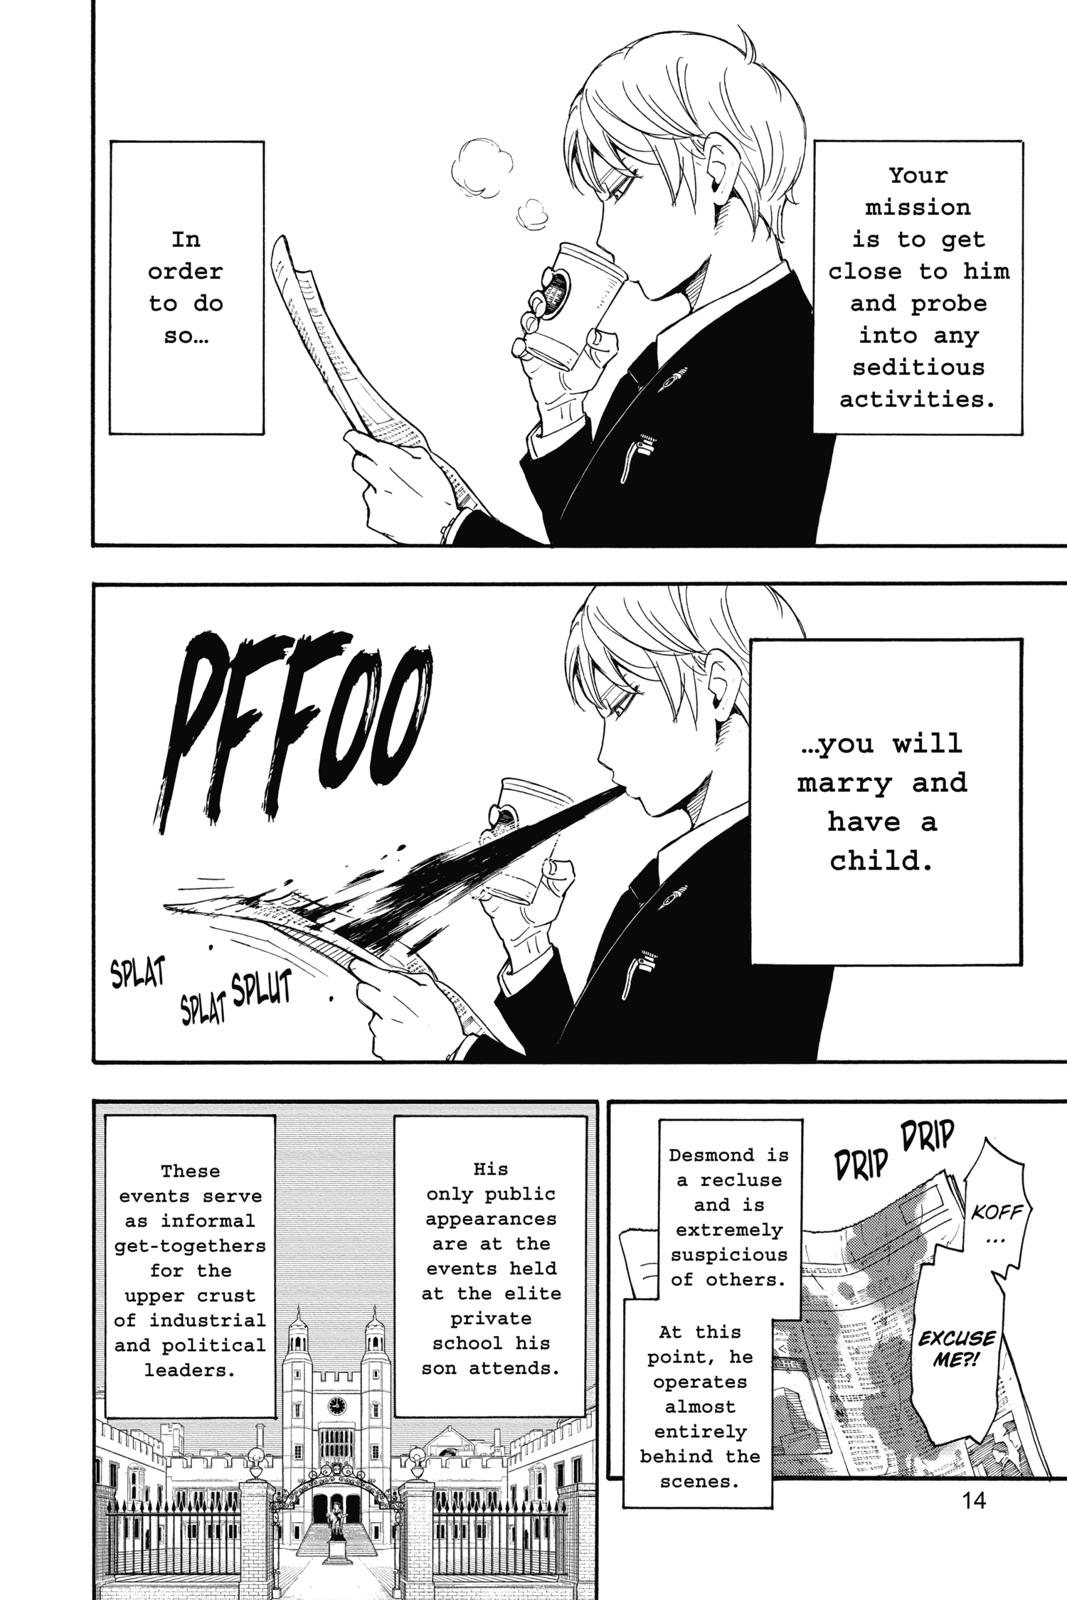 Your
mission
is to get
close to him
and probe
into any
seditious
activities.
In
order
to do
so…
…you will
marry and
have a
child.
PFFOO
SPLAT
SPLAT
SPLUT
Desmond is
a recluse
and is
extremely
suspicious
of others.
At this
point, he
operates
almost
entirely
behind the
scenes.
DRIP
DRIP
KOFF
...
EXCUSE
ME?!
His
only public
appearances
are at the
events held
at the elite
private
school his
son attends.
These
events serve
as informal
get-togethers
for the
upper crust
of industrial
and political
leaders.
14